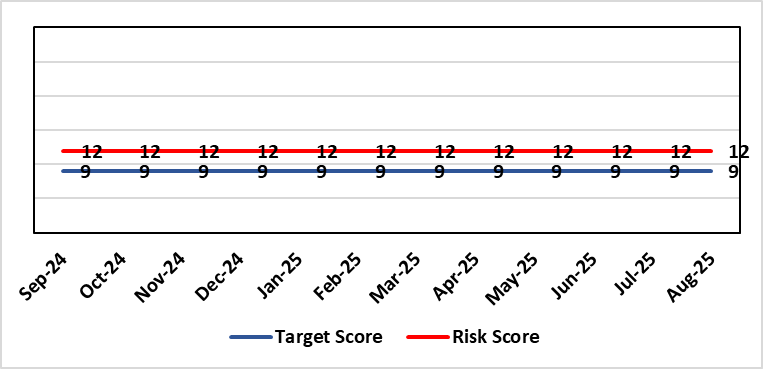 12 12 12 12 12 12 12 12 12 12 12 12
9 9 9 9 9 9 9 9 9 9 9 9
Sep-24 Oct-24 Nov-24 Dec-24 Jan-25 Feb-25 Mar-25 Apr-25 May-25 Jun-25 Jul-25 Aug-25
Target Score Risk Score